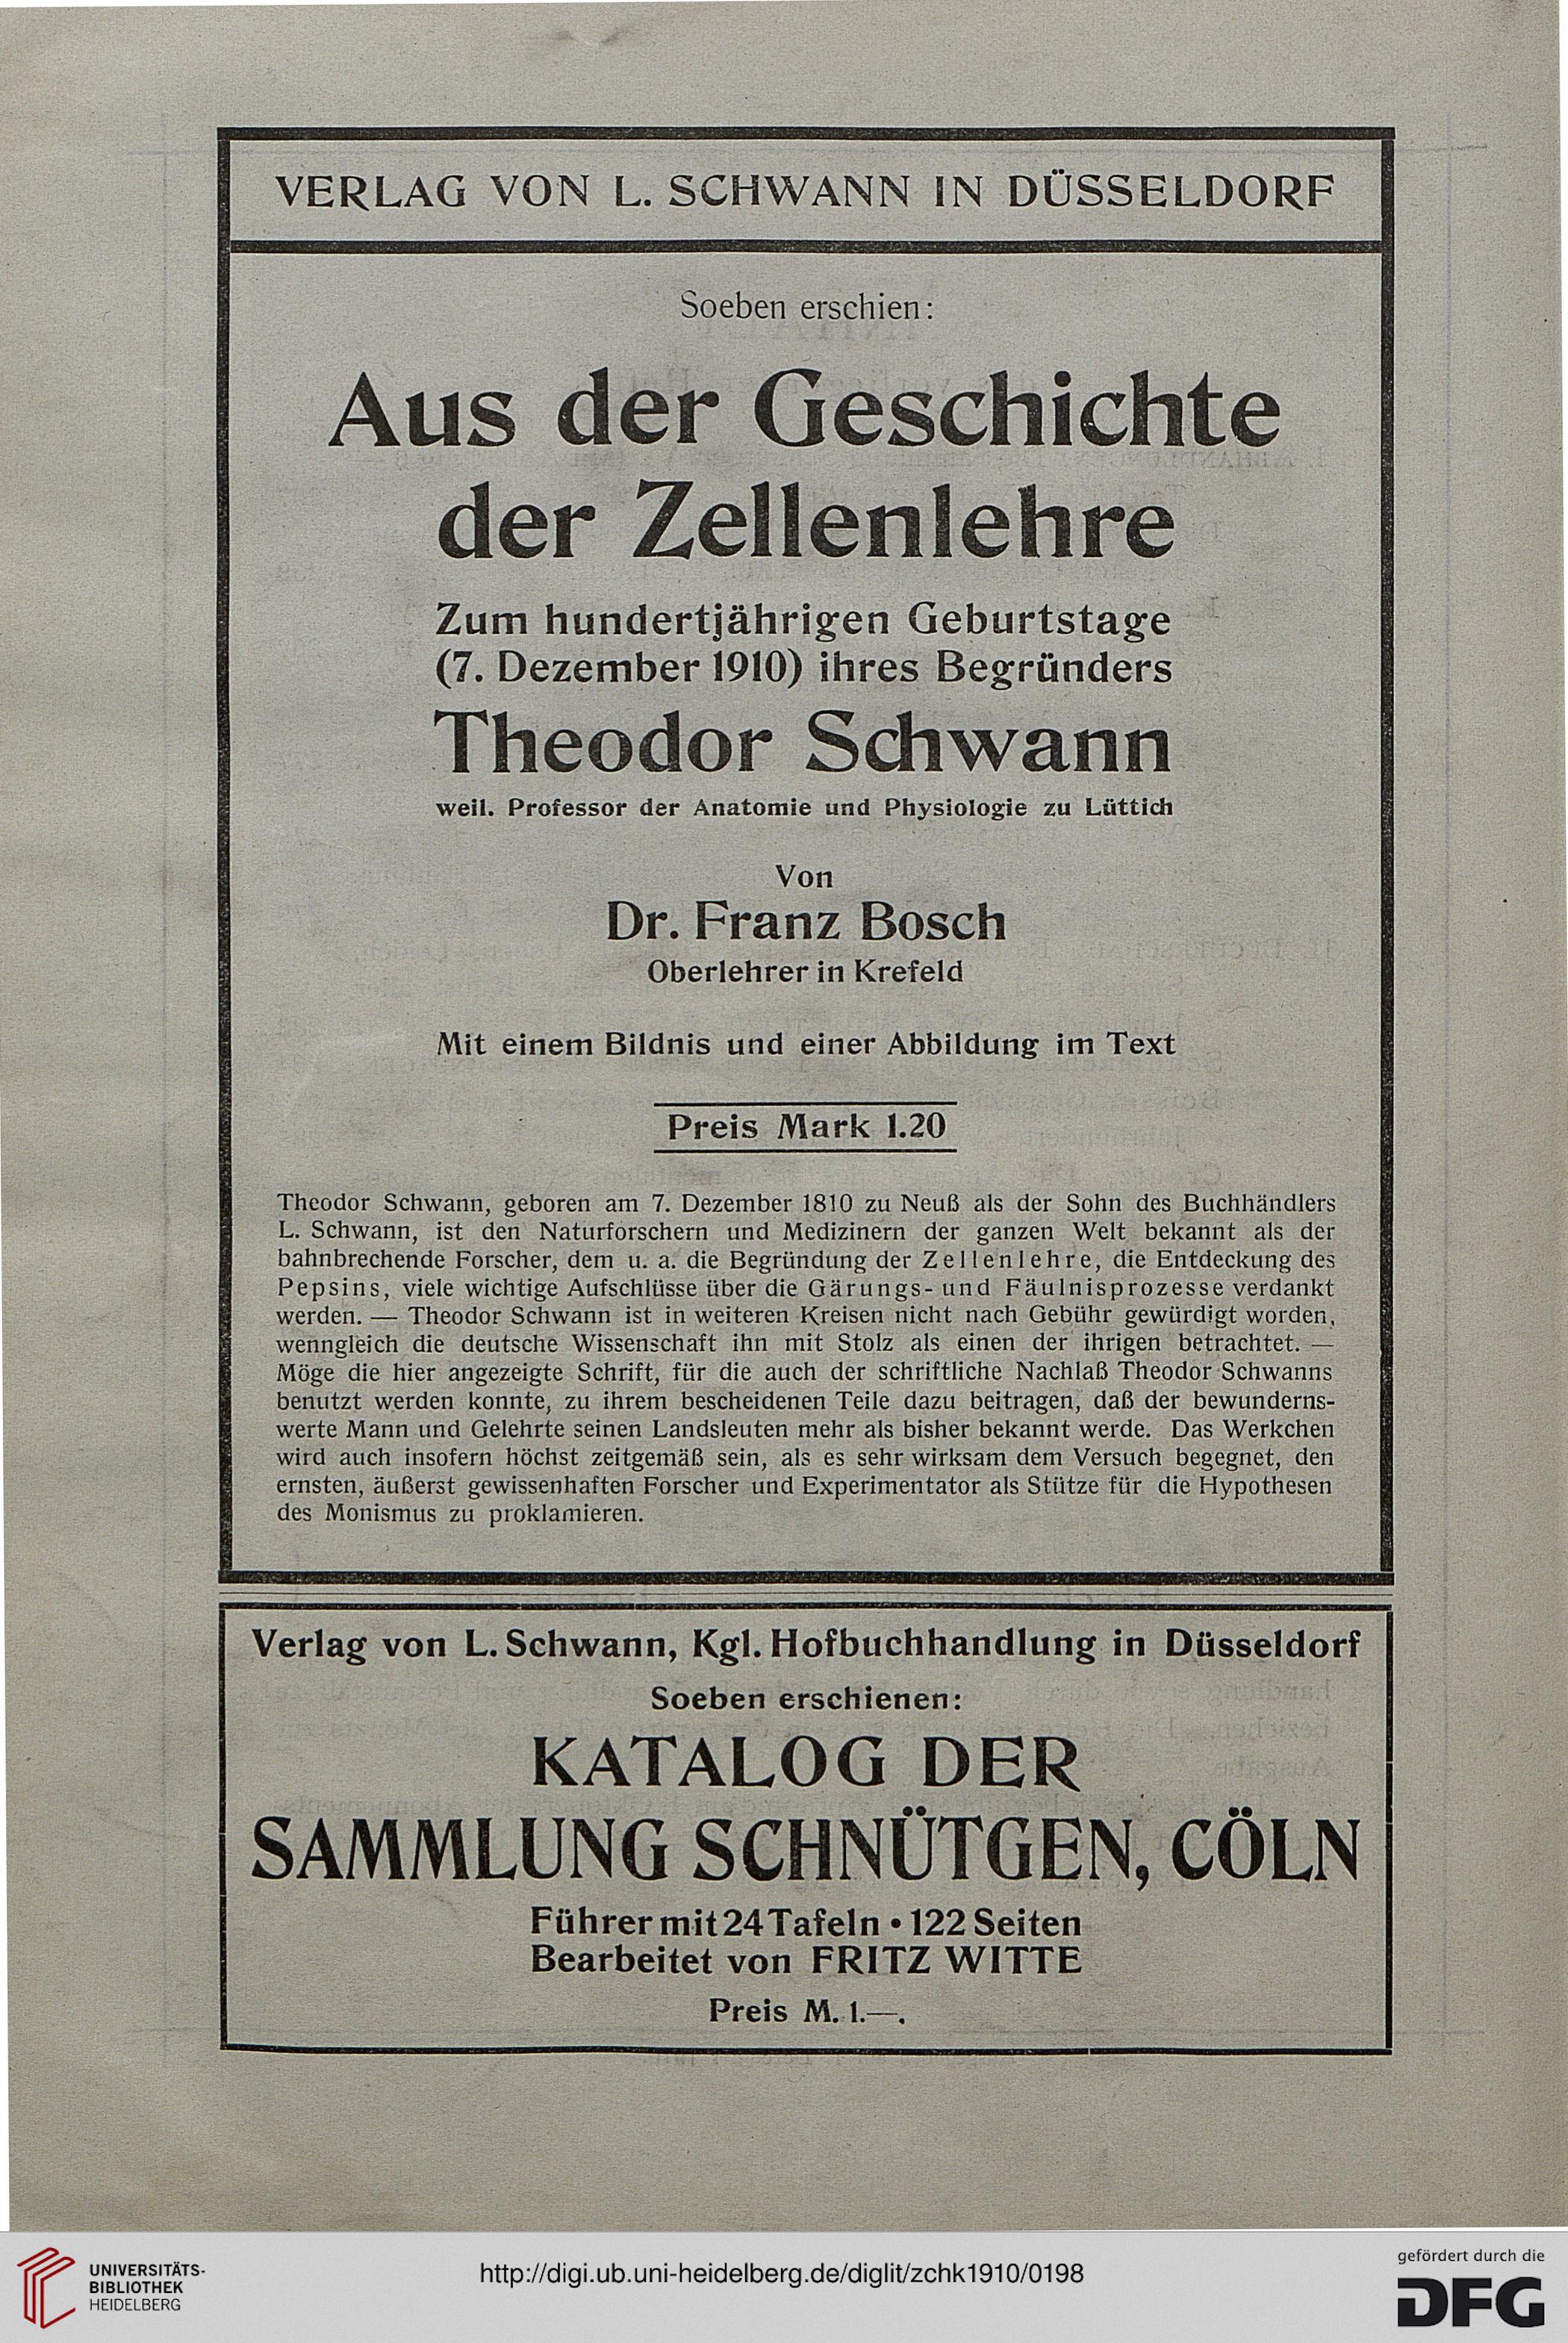 VERLAG VON L. SCHWANN IN DÜSSELDORF
Soeben erschien:
Aus der Geschichte
der Zellenlehre
Zum hundertjährigen Geburtstage
(7. Dezember 1910) ihres Begründers
Theodor Schwann
weil. Professor der Anatomie und Physiologie zu Lüttich
Von
Dr. Franz Bosch
Oberlehrer in Krefeld
Mit einem Bildnis und einer Abbildung im Text
Preis Mark 1.20
Theodor Schwann, geboren am 7. Dezember 1810 zu Neuß als der Sohn des Buchhändlers
L. Schwann, ist den Naturforschern und Medizinern der ganzen Welt bekannt als der
bahnbrechende Forscher, dem u. a. die Begründung der Zellenlehre, die Entdeckung des
Pepsins, viele wichtige Aufschlüsse über die Gärungs- und Fäulnisprozesse verdankt
werden. — Theodor Schwann ist in weiteren Kreisen nicht nach Gebühr gewürdigt worden,
wenngleich die deutsche Wissenschaft ihn mit Stolz als einen der ihrigen betrachtet. —
Möge die hier angezeigte Schrift, für die auch der schriftliche Nachlaß Theodor Schwanns
benutzt werden konnte, zu ihrem bescheidenen Teile dazu beitragen, daß der bewunderns-
werte Mann und Gelehrte seinen Landsleuten mehr als bisher bekannt werde. Das Werkchen
wird auch insofern höchst zeitgemäß sein, als es sehr wirksam dem Versuch begegnet, den
ernsten, äußerst gewissenhaften Forscher und Experimentator als Stütze für die Hypothesen
des Monismus zu proklamieren.
Verlag von L. Schwann, Kgl. Hofbuchhandlung in Düsseldorf
Soeben erschienen:
KATALOG DER
SAMMLUNG SCHNÜTGEN, CÖLN
Führer mit 24 Tafeln • 122 Seiten
Bearbeitet von FRITZ WITTE
Preis M. 1.—.
UNIVERSITÄTS-
BIBLIOTHEK
HEIDELBERG
http://digi.ub.uni-heidelberg.de/diglit/zchk1910/0198
gefördert durch die
DFG